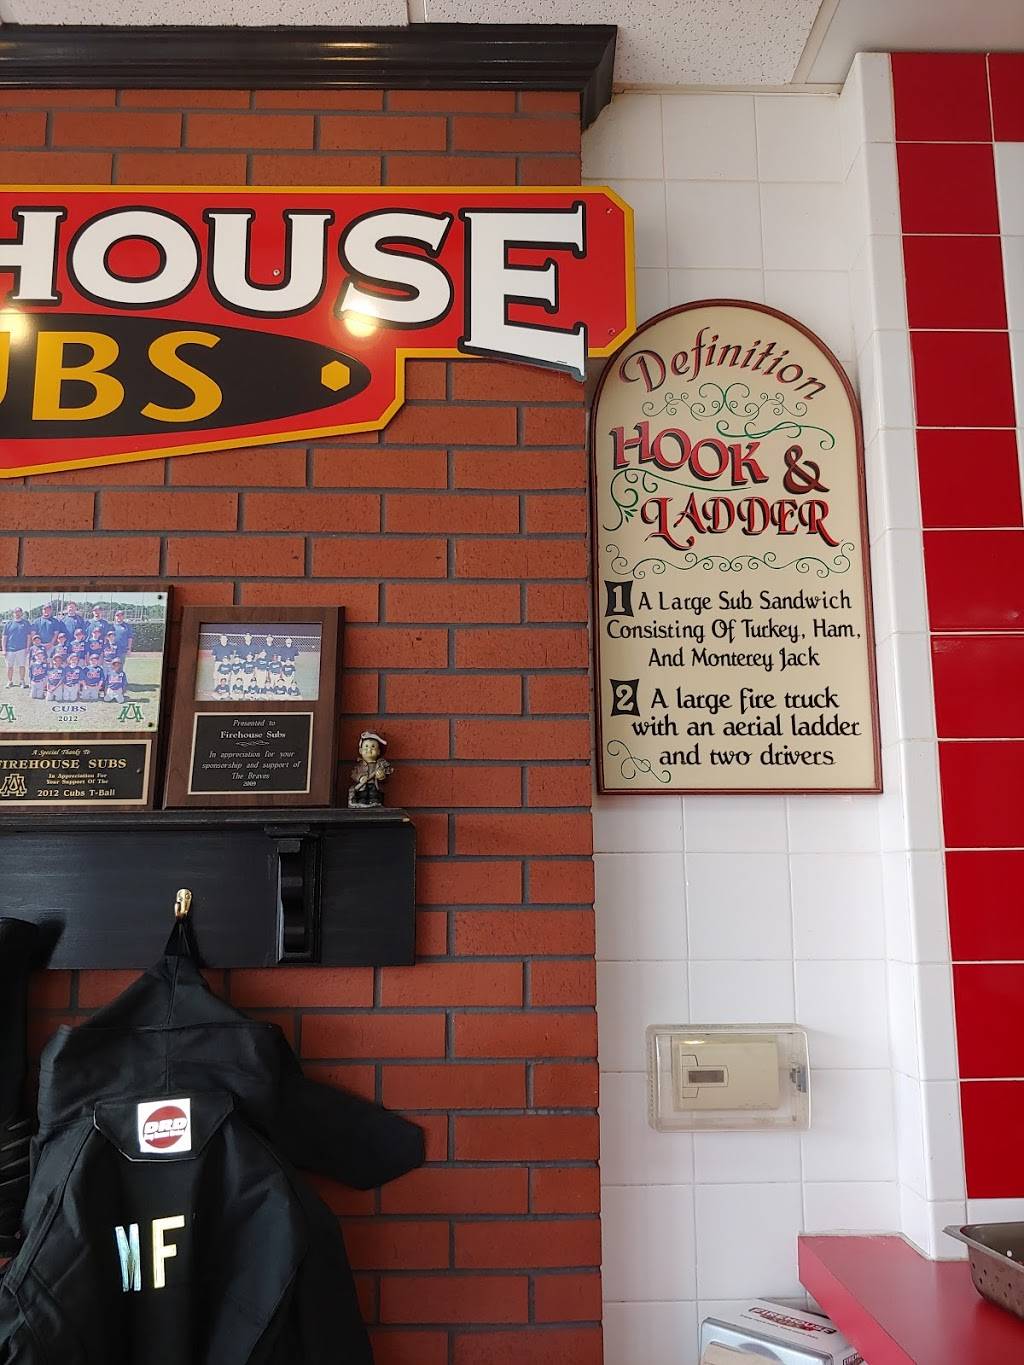 HOUSE
UBS
Definition
HOOK &
LADDER
1 A Large Sub Sandwich
Consisting Of Turkey, Ham,
And Monterey Jack
2 A large fire truck
with an aerial ladder
and two drivers
CUBS
2012
A Special Thanks To
FIREHOUSE SUBS
In Appreciation For
Your Support Of The
2012 Cubs T-Ball
Presented to
Firehouse Subs
In appreciation for your
sponsorship and support of
The Braves
2009
DRD
MF
FIREHOUSE